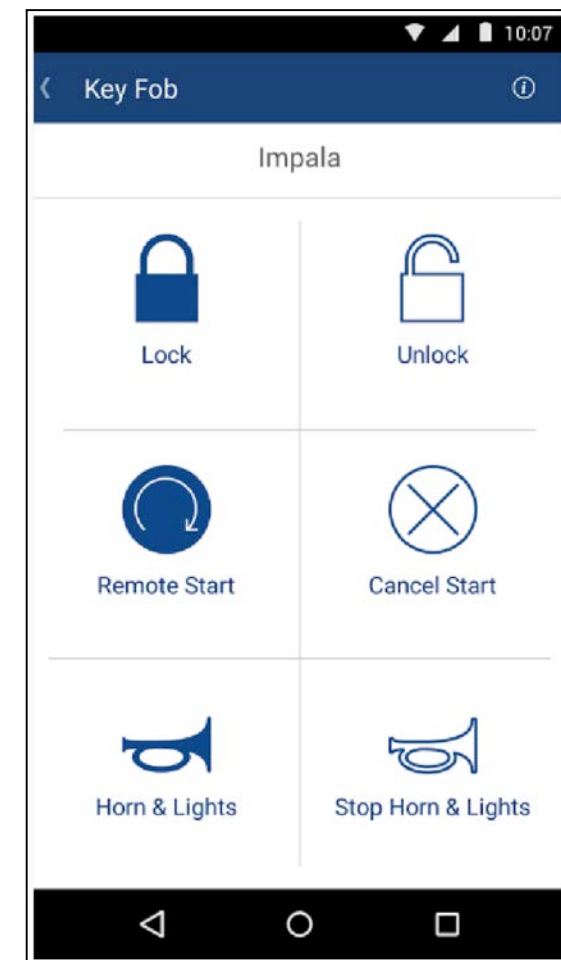 10:07
Key Fob
Impala
Lock
Unlock
Remote Start
Cancel Start
Horn & Lights
Stop Horn & Lights